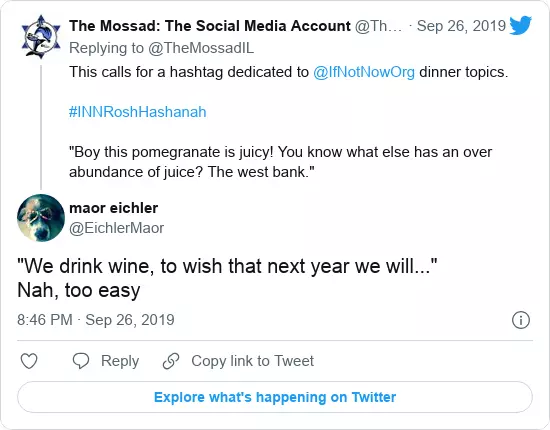 The Mossad: The Social Media Account @Th... · Sep 26, 2019
Replying to @TheMossadIL
This calls for a hashtag dedicated to @IfNotNowOrg dinner topics.
#INNRoshHashanah
"Boy this pomegranate is juicy! You know what else has an over
abundance of juice? The west bank."
maor eichler
@EichlerMaor
"We drink wine, to wish that next year we will..."
Nah, too easy
8:46 PM · Sep 26, 2019
Reply
Copy link to Tweet
Explore what's happening on Twitter